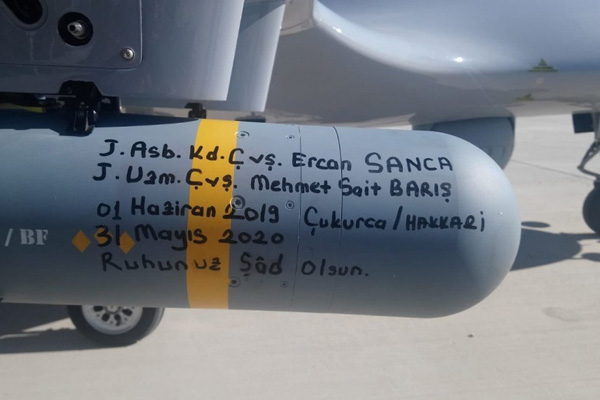 J. Asb. Kd. Çvş. Ercan SANCA
J. Uzm. Çvş. Mehmet Sait BARIŞ
01 Haziran 2019 Çukurca/HAKKARİ
/ BF 31 Mayıs 2020
Ruhunuz Şâd Olsun.